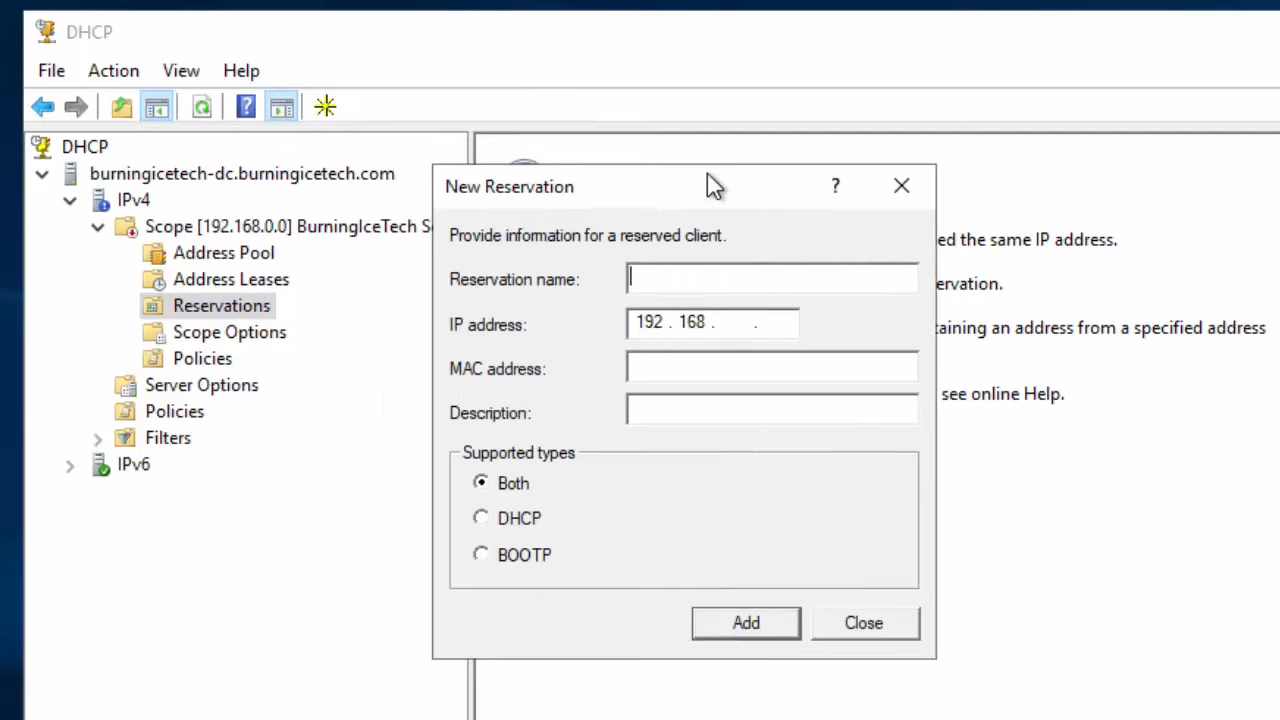 DHCP
File Action View Help
DHCP
burningicetech-dc.burningicetech.com
IPv4
Scope [192.168.0.0] BurningIceTech S
Address Pool
Address Leases
Reservations
Scope Options
Policies
Server Options
Policies
Filters
IPv6
New Reservation
Provide information for a reserved client.
Reservation name:
IP address: 192 . 168 . .
MAC address:
Description:
Supported types
Both
DHCP
BOOTP
Add Close
ed the same IP address.
ervation.
aining an address from a specified address
see online Help.